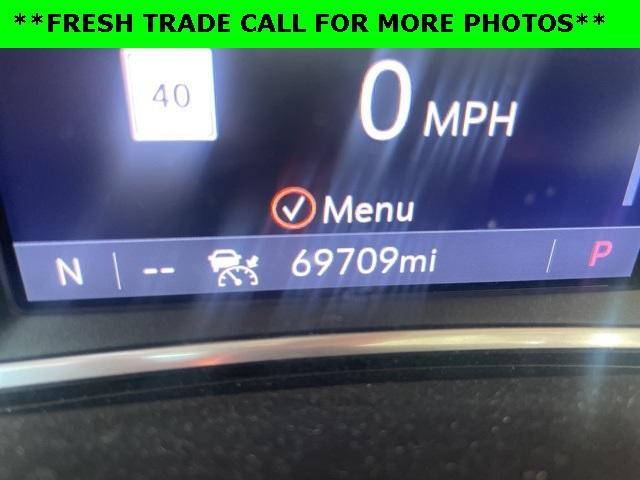 **FRESH TRADE CALL FOR MORE PHOTOS**
40
0 MPH
Menu
N -- 69709mi P